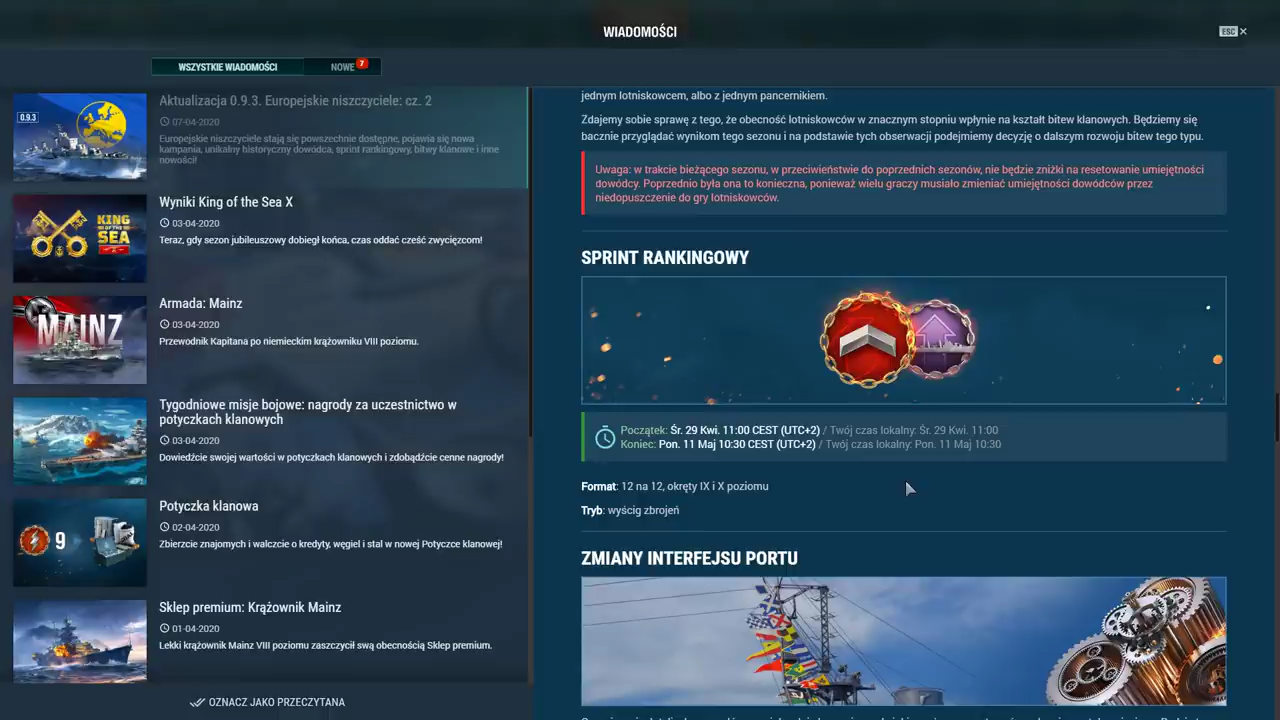 WIADOMOŚCI
ESC ×
WSZYSTKIE WIADOMOŚCI
NOWE 7
0.9.3
Aktualizacja 0.9.3. Europejskie niszczyciele: cz. 2
07-04-2020
Europejskie niszczyciele stają się powszechnie dostępne, pojawia się nowa
kampania, unikalny historyczny dowódca, sprint rankingowy, bitwy klanowe i inne
nowości!
KING
OF THE
SEA
Wyniki King of the Sea X
03-04-2020
Teraz, gdy sezon jubileuszowy dobiegł końca, czas oddać cześć zwycięzcom!
MAINZ
Armada: Mainz
03-04-2020
Przewodnik Kapitana po niemieckim krążowniku VIII poziomu.
Tygodniowe misje bojowe: nagrody za uczestnictwo w
potyczkach klanowych
03-04-2020
Dowiedźcie swojej wartości w potyczkach klanowych i zdobądźcie cenne nagrody!
9
Potyczka klanowa
02-04-2020
Zbierzcie znajomych i walczcie o kredyty, węgiel i stal w nowej Potyczce klanowej!
Sklep premium: Krążownik Mainz
01-04-2020
Lekki krążownik Mainz VIII poziomu zaszczycił swą obecnością Sklep premium.
OZNACZ JAKO PRZECZYTANA
jednym lotniskowcem, albo z jednym pancernikiem.
Zdajemy sobie sprawę z tego, że obecność lotniskowców w znacznym stopniu wpłynie na kształt bitew klanowych. Będziemy się
bacznie przyglądać wynikom tego sezonu i na podstawie tych obserwacji podejmiemy decyzję o dalszym rozwoju bitew tego typu.
Uwaga: w trakcie bieżącego sezonu, w przeciwieństwie do poprzednich sezonów, nie będzie zniżki na resetowanie umiejętności
dowódcy. Poprzednio była ona to konieczna, ponieważ wielu graczy musiało zmieniać umiejętności dowódców przez
niedopuszczenie do gry lotniskowców.
SPRINT RANKINGOWY
Początek: Śr. 29 Kwi. 11:00 CEST (UTC+2) / Twój czas lokalny: Śr. 29 Kwi. 11:00
Koniec: Pon. 11 Maj 10:30 CEST (UTC+2) / Twój czas lokalny: Pon. 11 Maj 10:30
Format: 12 na 12, okręty IX i X poziomu
Tryb: wyścig zbrojeń
ZMIANY INTERFEJSU PORTU